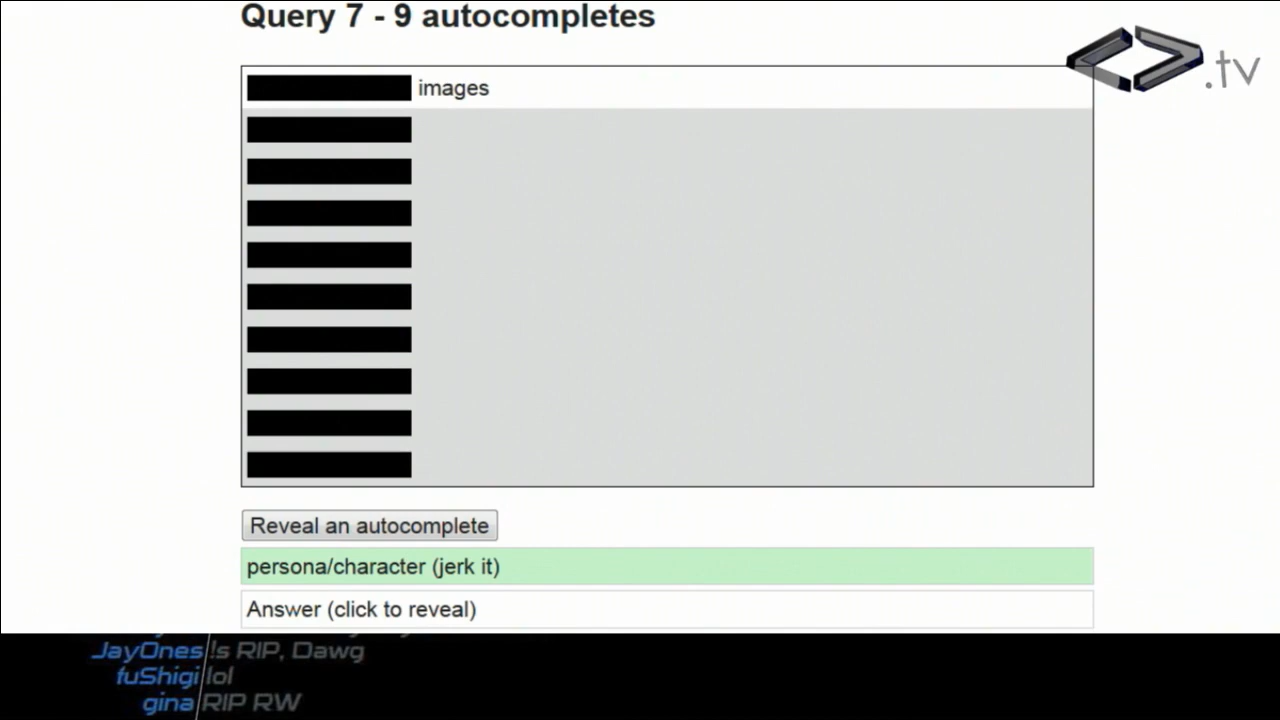 Query 7 - 9 autocompletes
.tv
images
Reveal an autocomplete
persona/character (jerk it)
Answer (click to reveal)
JayOnes !s RIP, Dawg
fuShigi lol
gina RIP RW